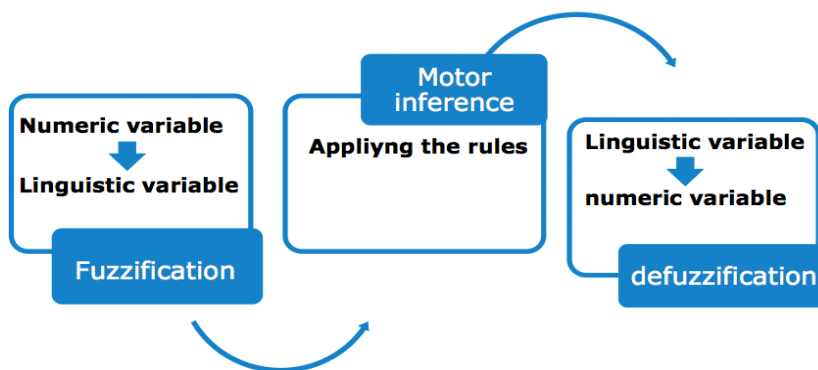 Numeric variable
Linguistic variable
Fuzzification
Motor
inference
Appliyng the rules
Linguistic variable
numeric variable
defuzzification